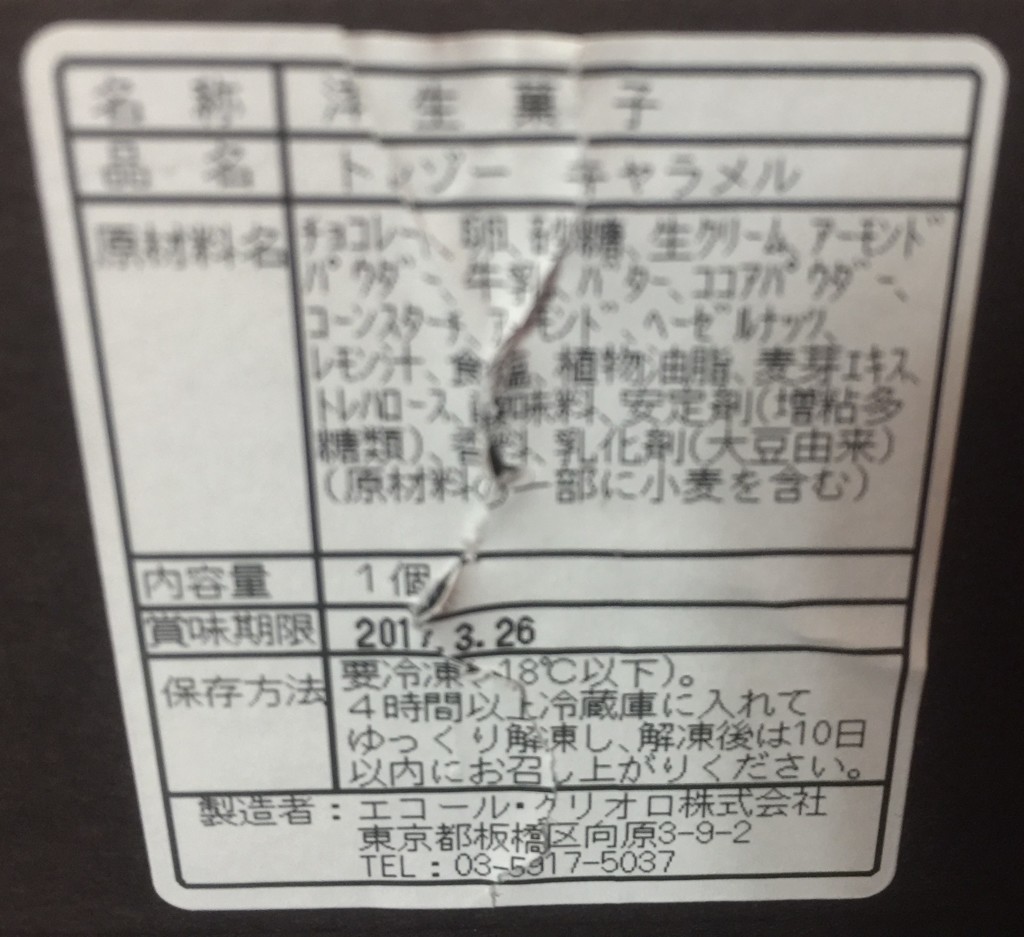 名称 洋生菓子
品名 トレゾー キャラメル
原材料名 チョコレート、卵、砂糖、生クリーム、アーモンド
パウダー、牛乳、バター、ココアパウダー、
コーンスターチ、アーモンド、ヘーゼルナッツ、
レモン汁、食塩、植物油脂、麦芽エキス、
トレハロース、調味料、安定剤(増粘多
糖類)、香料、乳化剤(大豆由来)
(原材料の一部に小麦を含む)
内容量 1個
賞味期限 2017.3.26
保存方法 要冷凍(-18℃以下)。
4時間以上冷蔵庫に入れて
ゆっくり解凍し、解凍後は10日
以内にお召し上がりください。
製造者：エコール・クリオロ株式会社
東京都板橋区向原3-9-2
TEL：03-5917-5037